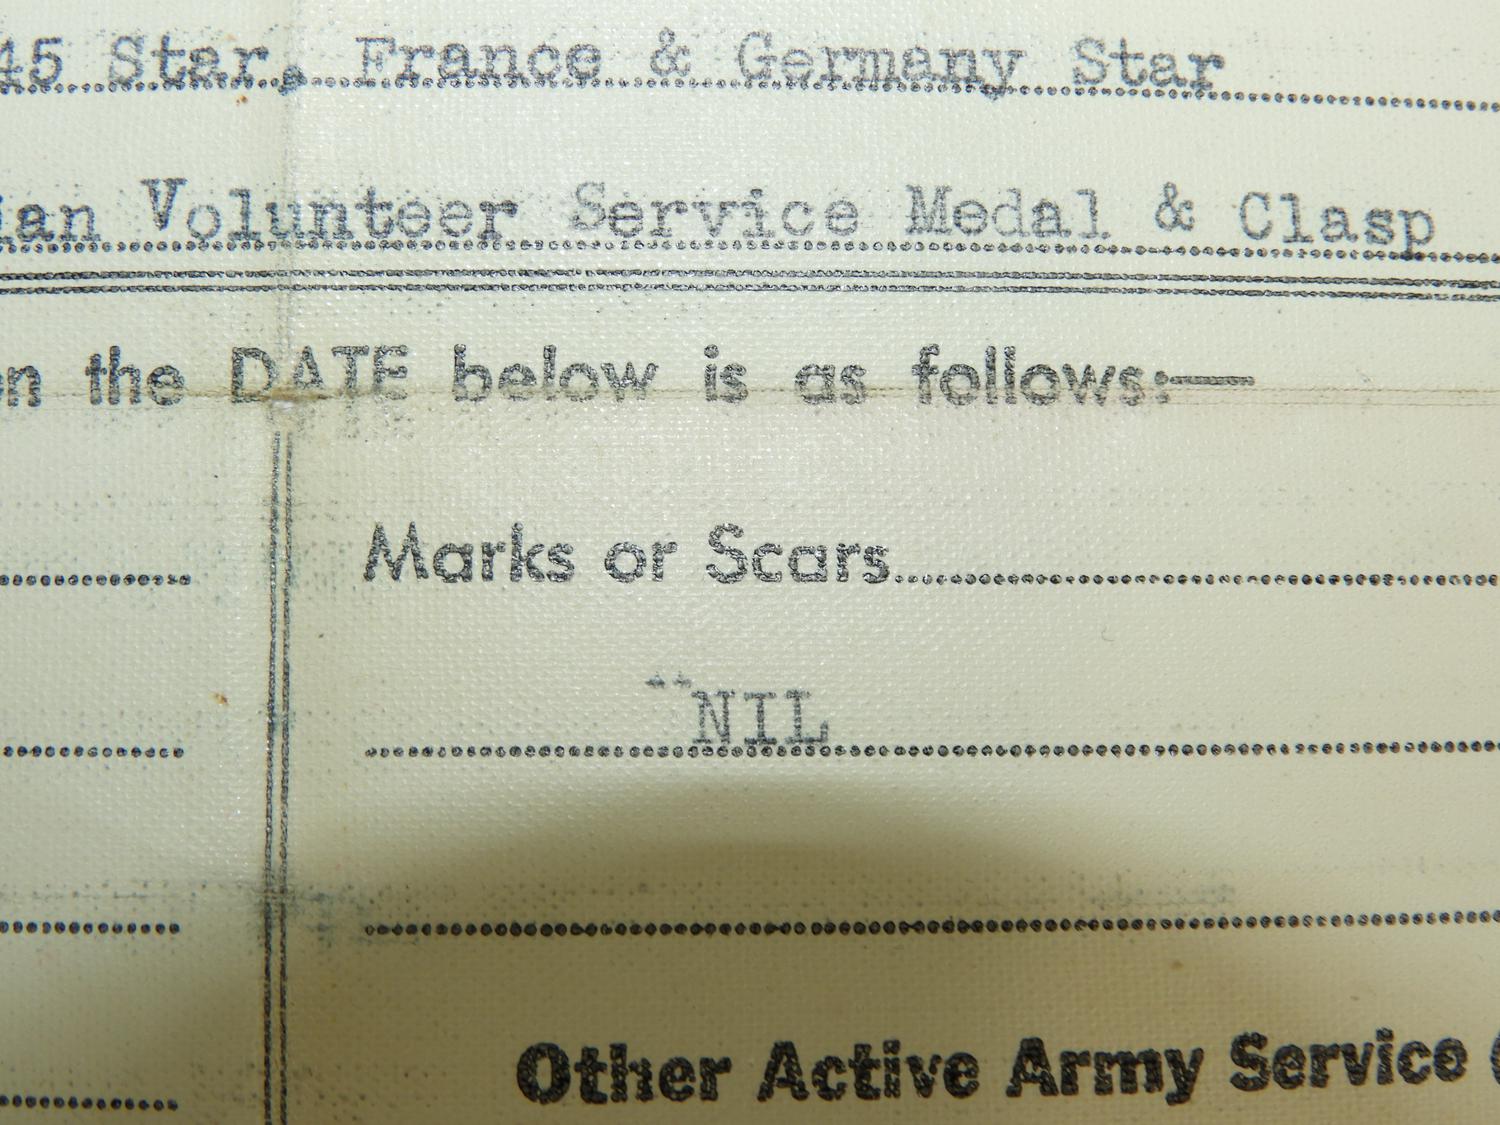 45 Star, France & Germany Star
ian Volunteer Service Medal & Clasp
en the DATE below is as follows:—
Marks or Scars
"NIL
Other Active Army Service